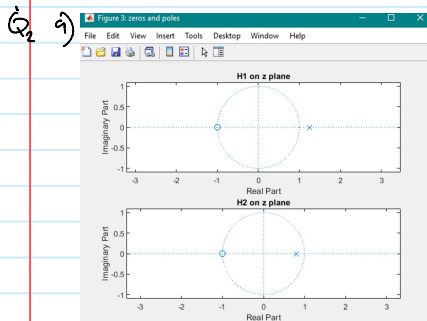 Q2 a)
Figure 3: zeros and poles
File Edit View Insert Tools Desktop Window Help
H1 on z plane
Imaginary Part
1
0.5
0
-0.5
-1
-3 -2 -1 0 1 2 3
Real Part
H2 on z plane
Imaginary Part
1
0.5
0
-0.5
-1
-3 -2 -1 0 1 2 3
Real Part